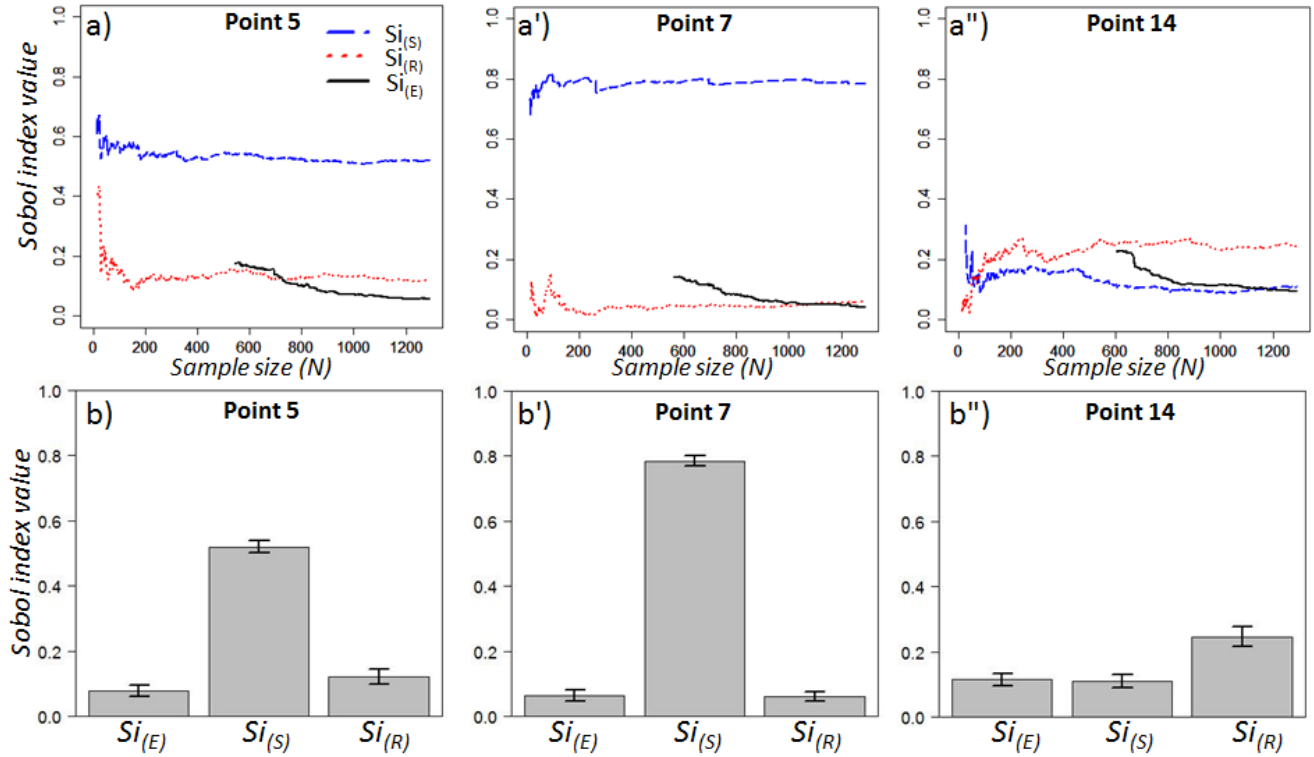 a) Point 5
Si(S)
Si(R)
Si(E)
Sobol index value
0.0 0.2 0.4 0.6 0.8 1.0
0 200 400 600 800 1000 1200
Sample size (N)
a') Point 7
0.0 0.2 0.4 0.6 0.8 1.0
0 200 400 600 800 1000 1200
Sample size (N)
a") Point 14
0.0 0.2 0.4 0.6 0.8 1.0
0 200 400 600 800 1000 1200
Sample size (N)
b) Point 5
Sobol index value
1.0
0.8
0.6
0.4
0.2
0.0
Si(E) Si(S) Si(R)
b') Point 7
1.0
0.8
0.6
0.4
0.2
0.0
Si(E) Si(S) Si(R)
b") Point 14
1.0
0.8
0.6
0.4
0.2
0.0
Si(E) Si(S) Si(R)